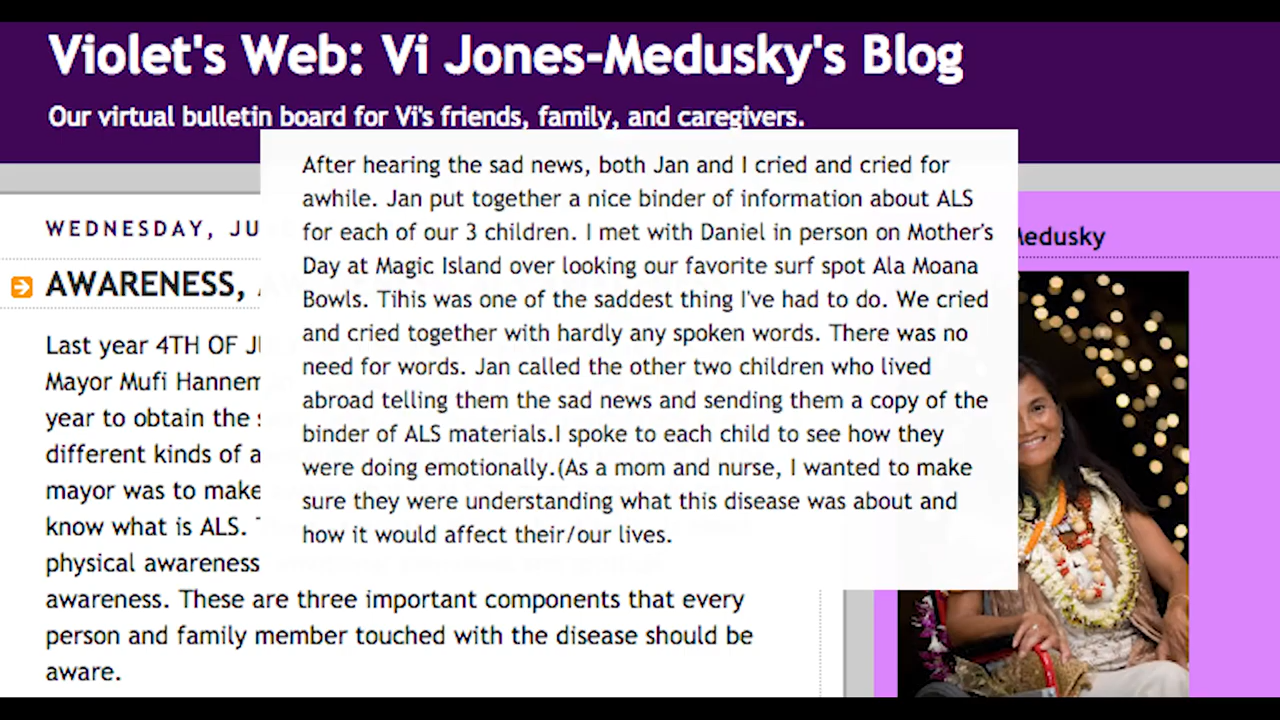 Violet's Web: Vi Jones-Medusky's Blog
Our virtual bulletin board for Vi's friends, family, and caregivers.
After hearing the sad news, both Jan and I cried and cried for
awhile. Jan put together a nice binder of information about ALS
for each of our 3 children. I met with Daniel in person on Mother's
Day at Magic Island over looking our favorite surf spot Ala Moana
Bowls. Tihis was one of the saddest thing I've had to do. We cried
and cried together with hardly any spoken words. There was no
need for words. Jan called the other two children who lived
abroad telling them the sad news and sending them a copy of the
binder of ALS materials.I spoke to each child to see how they
were doing emotionally.(As a mom and nurse, I wanted to make
sure they were understanding what this disease was about and
how it would affect their/our lives.
WEDNESDAY,
AWARENESS,
Last year 4TH OF
Mayor Mufi
year to obtain the
different kinds of
mayor was to make
know what is ALS.
physical awareness
awareness. These are three important components that every
person and family member touched with the disease should be
aware.
Medusky